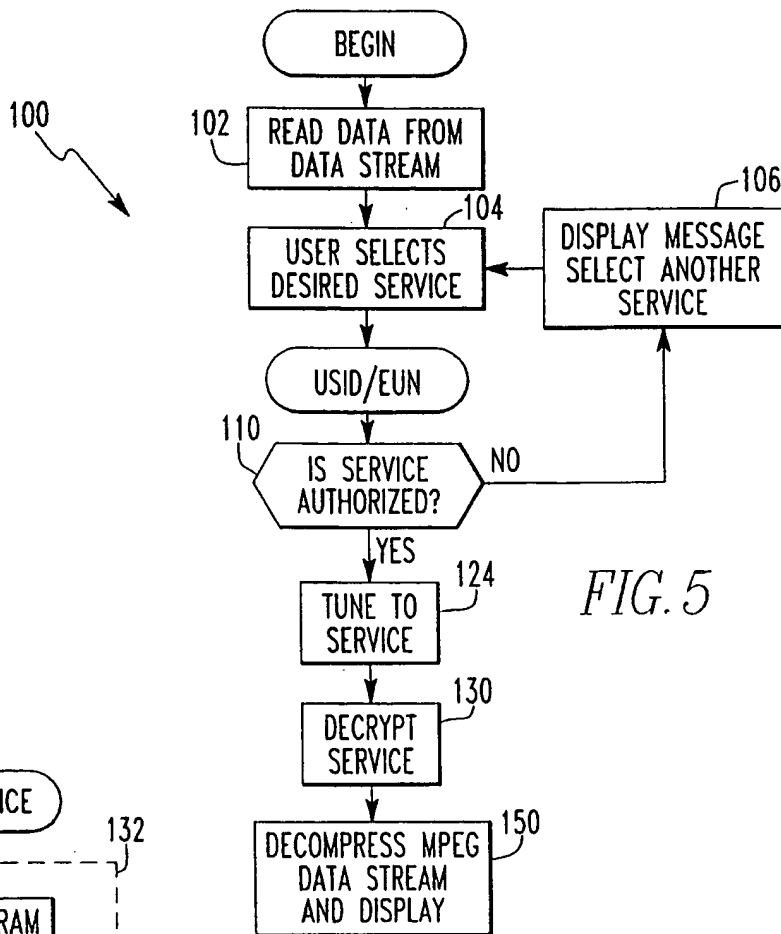 BEGIN
100
102
READ DATA FROM
DATA STREAM
104
106
USER SELECTS
DESIRED SERVICE
DISPLAY MESSAGE
SELECT ANOTHER
SERVICE
USID/EUN
110
IS SERVICE
AUTHORIZED?
NO
YES
124
TUNE TO
SERVICE
FIG. 5
130
DECRYPT
SERVICE
ICE
132
150
DECOMPRESS MPEG
DATA STREAM
AND DISPLAY
RAM